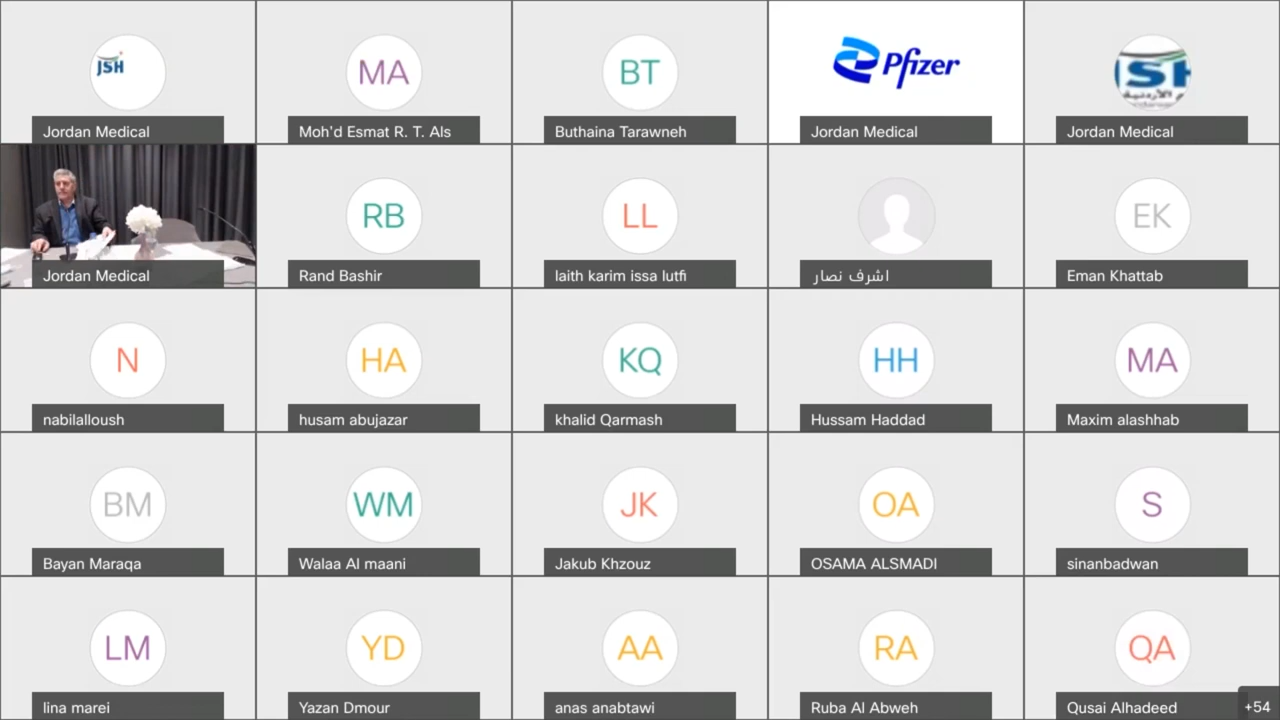 JSH
Jordan Medical
MA
Moh'd Esmat R. T. Als
BT
Buthaina Tarawneh
Pfizer
Jordan Medical
Jordan Medical
Jordan Medical
RB
Rand Bashir
LL
laith karim issa lutfi
اشرف نصار
EK
Eman Khattab
N
nabilalloush
HA
husam abujazar
KQ
khalid Qarmash
HH
Hussam Haddad
MA
Maxim alashhab
BM
Bayan Maraqa
WM
Walaa Al maani
JK
Jakub Khzouz
OA
OSAMA ALSMADI
S
sinanbadwan
LM
lina marei
YD
Yazan Dmour
AA
anas anabtawi
RA
Ruba Al Abweh
QA
Qusai Alhadeed
+54